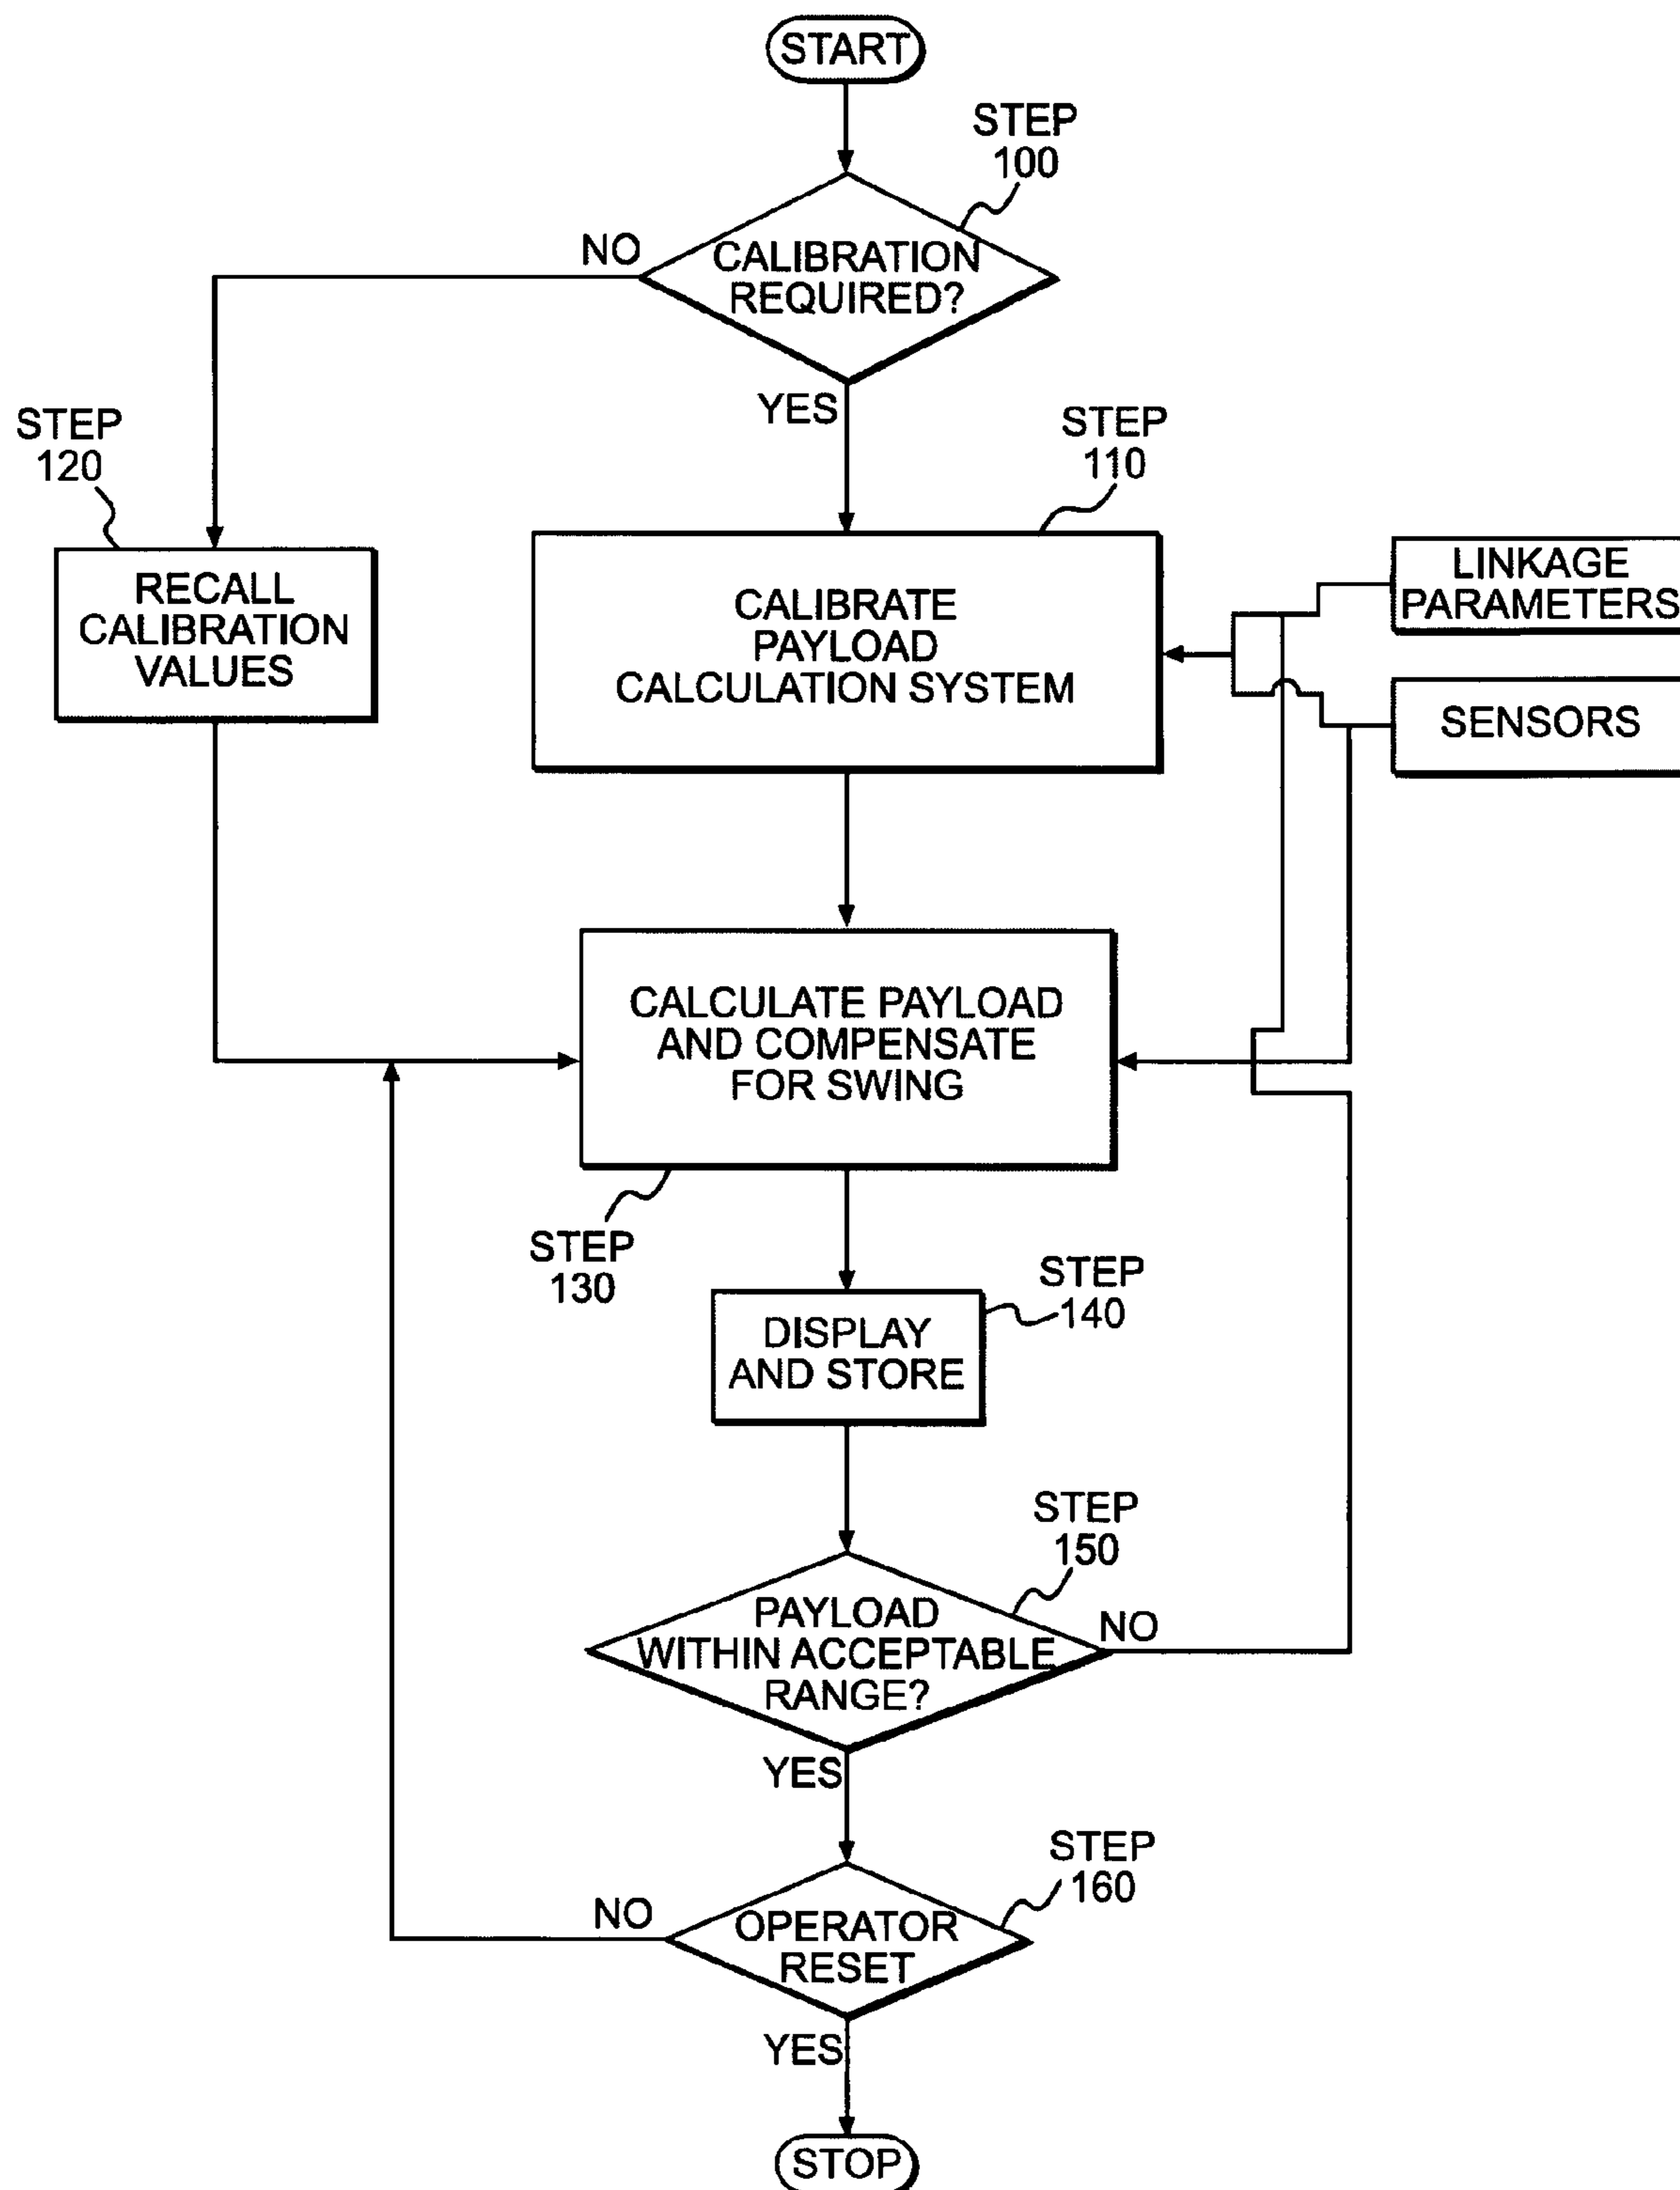 START
STEP
100
NO
CALIBRATION
REQUIRED?
YES
STEP
120
STEP
110
RECALL
CALIBRATION
VALUES
CALIBRATE
PAYLOAD
CALCULATION SYSTEM
LINKAGE
PARAMETERS
SENSORS
CALCULATE PAYLOAD
AND COMPENSATE
FOR SWING
STEP
130
STEP
140
DISPLAY
AND STORE
STEP
150
PAYLOAD
WITHIN ACCEPTABLE
RANGE?
NO
YES
STEP
160
NO
OPERATOR
RESET
YES
STOP